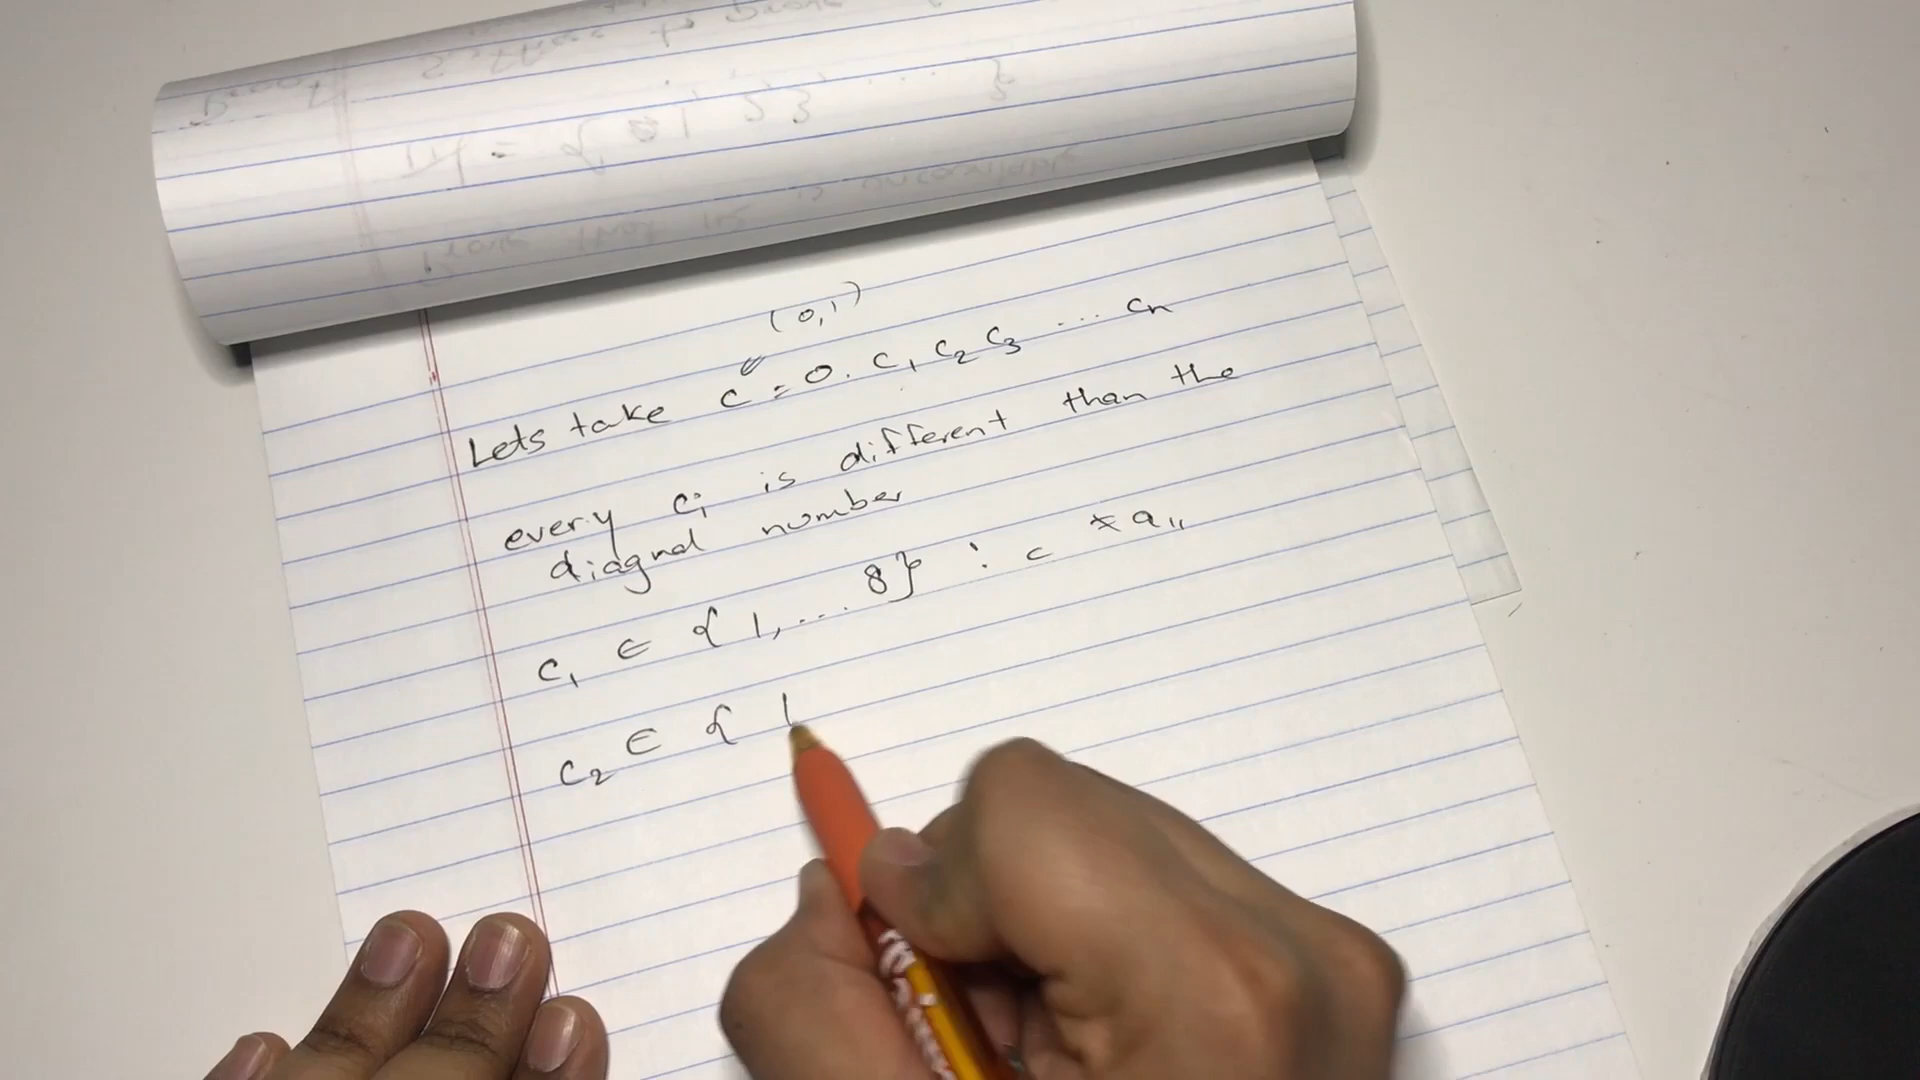 (0,1)
Lets take c = 0. c₁ c₂ c₃ .... cn
every ci is different than the
diagnal number
c₁ ∈ { 1, ... 8} : c ≠ a₁₁
c₂ ∈ { 1